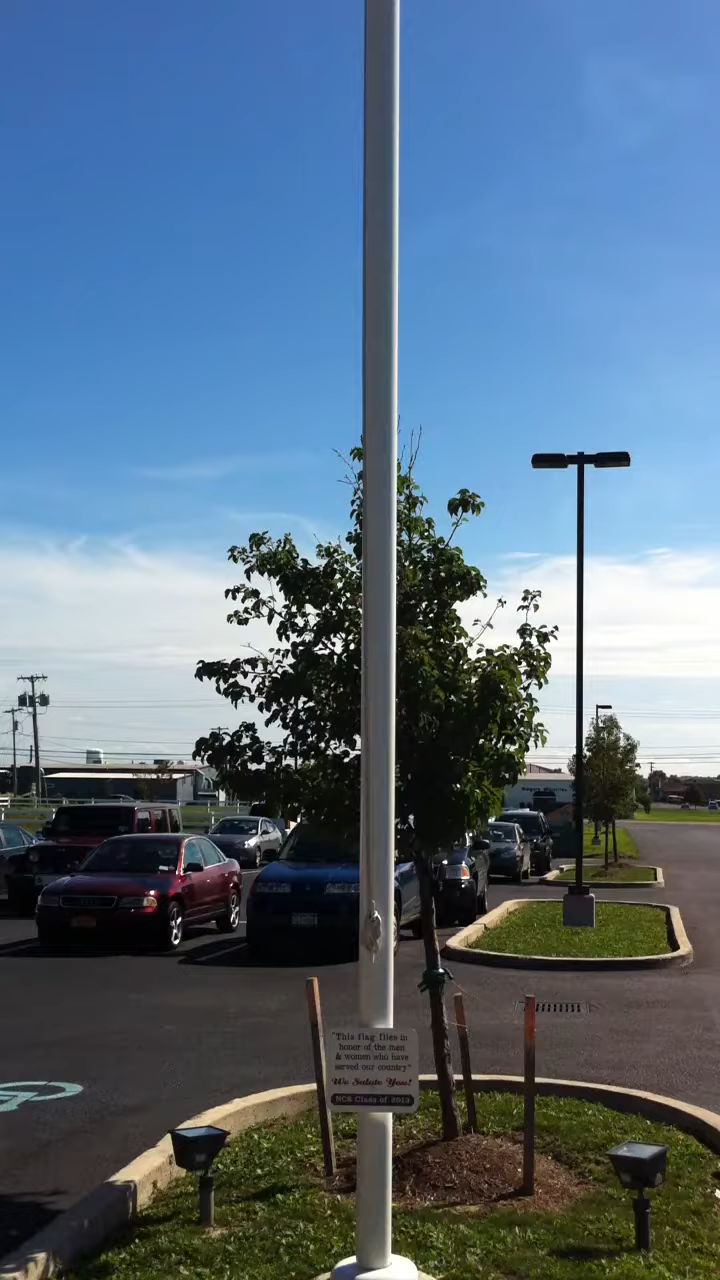 "This flag flies in
honor of the men
& women who have
served our country"
We Salute You!
NCS Class of 2013